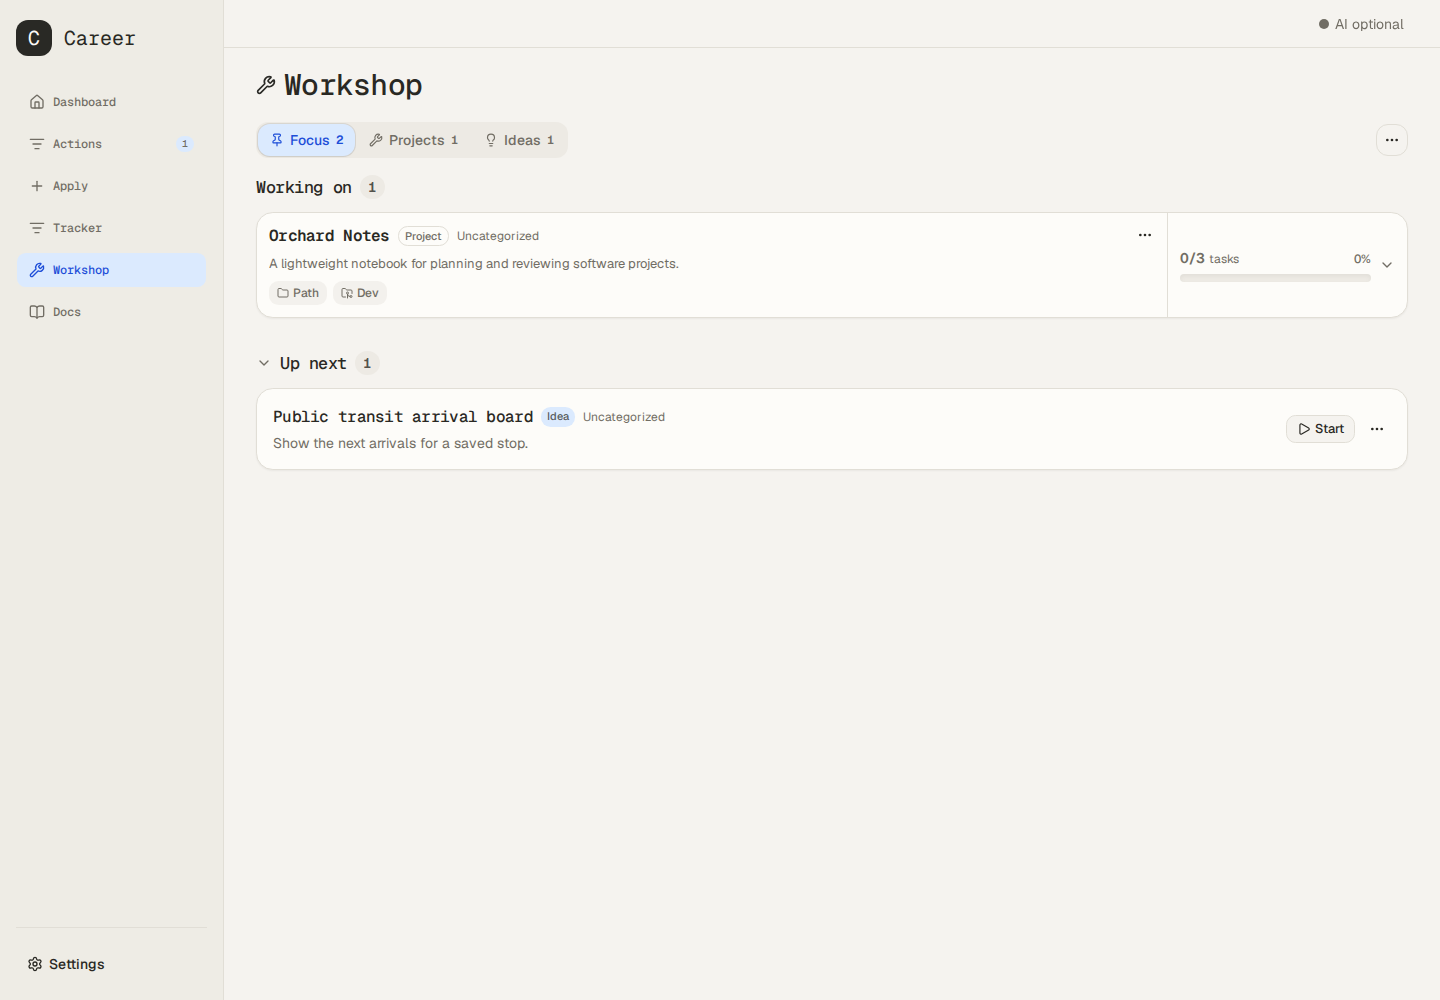 C Career
AI optional
Dashboard
Actions 1
Apply
Tracker
Workshop
Docs
Settings
Workshop
Focus 2 Projects 1 Ideas 1
Working on 1
Orchard Notes Project Uncategorized
A lightweight notebook for planning and reviewing software projects.
Path Dev
0/3 tasks 0%
Up next 1
Public transit arrival board Idea Uncategorized
Show the next arrivals for a saved stop.
Start